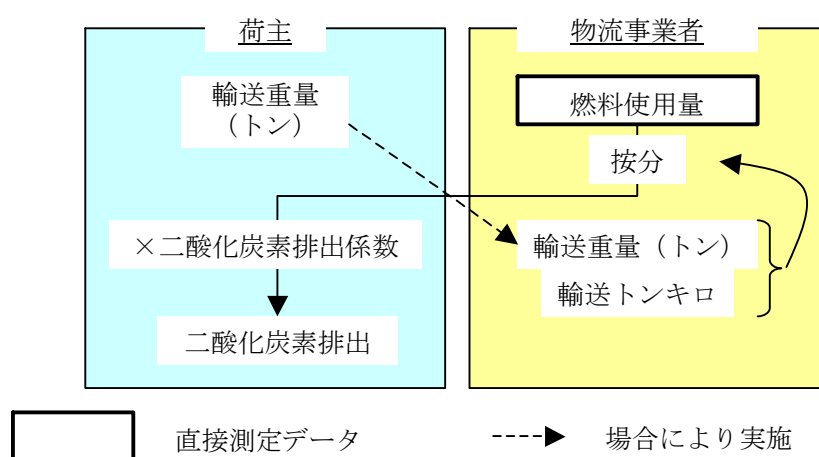 荷主
輸送重量
(トン)
×二酸化炭素排出係数
二酸化炭素排出
物流事業者
燃料使用量
按分
輸送重量(トン)
輸送トンキロ
直接測定データ
場合により実施